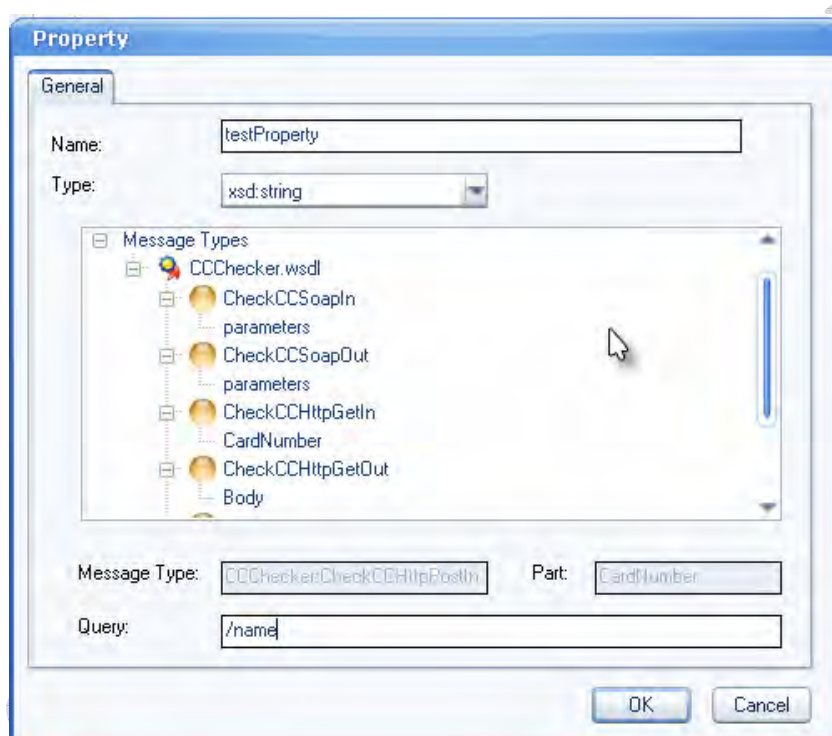 Property
General
Name: testProperty
Type: xsd:string
Message Types
CCChecker.wsdl
CheckCCSoapIn
parameters
CheckCCSoapOut
parameters
CheckCCHttpGetIn
CardNumber
CheckCCHttpGetOut
Body
Message Type: CCChecker:CheckCCHttpPostIn Part: CardNumber
Query: /name
OK Cancel